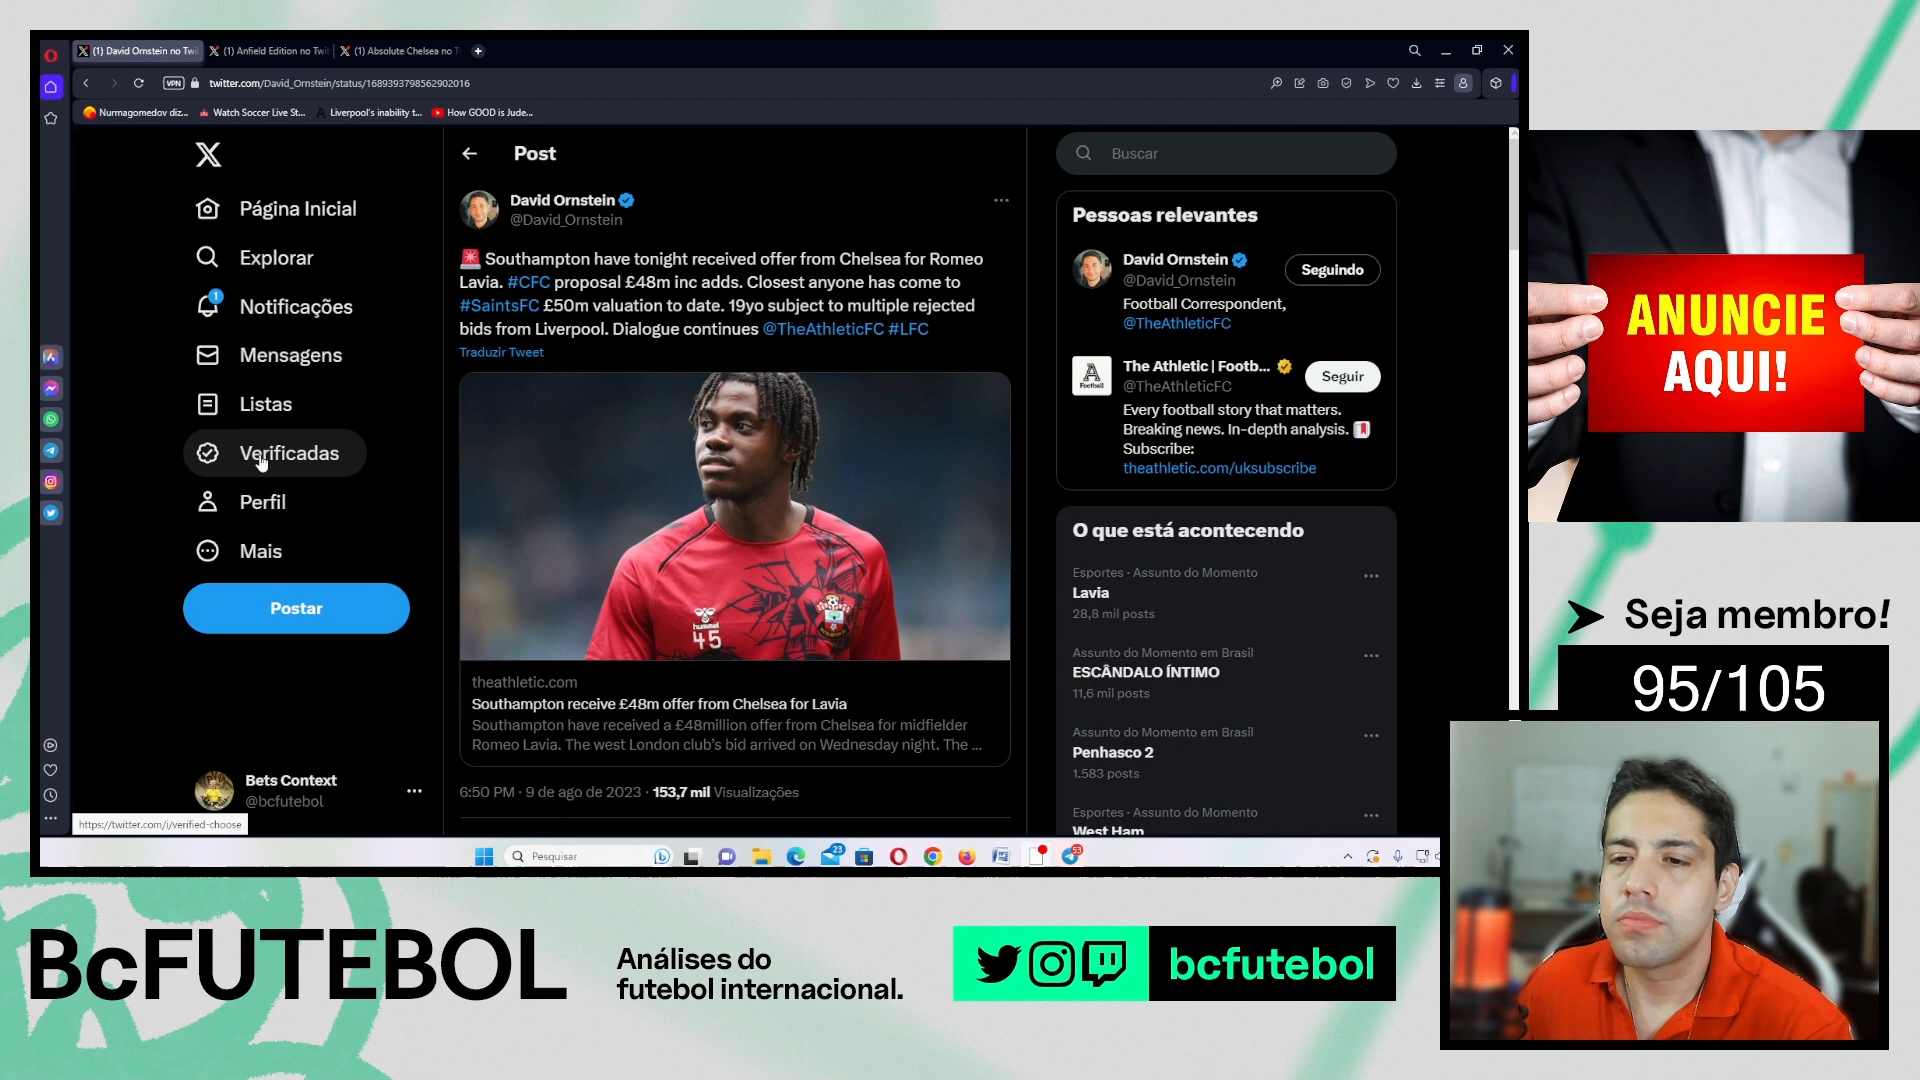 (1) David Ornstein no Twi
(1) Anfield Edition no Twi
(1) Absolute Chelsea no T
VPN
twitter.com/David_Ornstein/status/1689393798562902016
Nurmagomedov diz...
Watch Soccer Live St...
Liverpool's inability t...
How GOOD is Jude...
Página Inicial
Explorar
1
Notificações
Mensagens
Listas
Verificadas
Perfil
Mais
Postar
Bets Context
@bcfutebol
https://twitter.com/i/verified-choose
Post
David Ornstein
@David_Ornstein
Southampton have tonight received offer from Chelsea for Romeo
Lavia. #CFC proposal £48m inc adds. Closest anyone has come to
#SaintsFC £50m valuation to date. 19yo subject to multiple rejected
bids from Liverpool. Dialogue continues @TheAthleticFC #LFC
Traduzir Tweet
hummel
45
theathletic.com
Southampton receive £48m offer from Chelsea for Lavia
Southampton have received a £48million offer from Chelsea for midfielder
Romeo Lavia. The west London club's bid arrived on Wednesday night. The ...
6:50 PM · 9 de ago de 2023 · 153,7 mil Visualizações
Buscar
Pessoas relevantes
David Ornstein
@David_Ornstein
Seguindo
Football Correspondent,
@TheAthleticFC
A
Football
The Athletic | Footb...
@TheAthleticFC
Seguir
Every football story that matters.
Breaking news. In-depth analysis.
Subscribe:
theathletic.com/uksubscribe
O que está acontecendo
Esportes · Assunto do Momento
Lavia
28,8 mil posts
Assunto do Momento em Brasil
ESCÂNDALO ÍNTIMO
11,6 mil posts
Assunto do Momento em Brasil
Penhasco 2
1.583 posts
Esportes · Assunto do Momento
West Ham
Pesquisar
23
53
ANUNCIE
AQUI!
Seja membro!
95/105
BcFUTEBOL
Análises do
futebol internacional.
bcfutebol